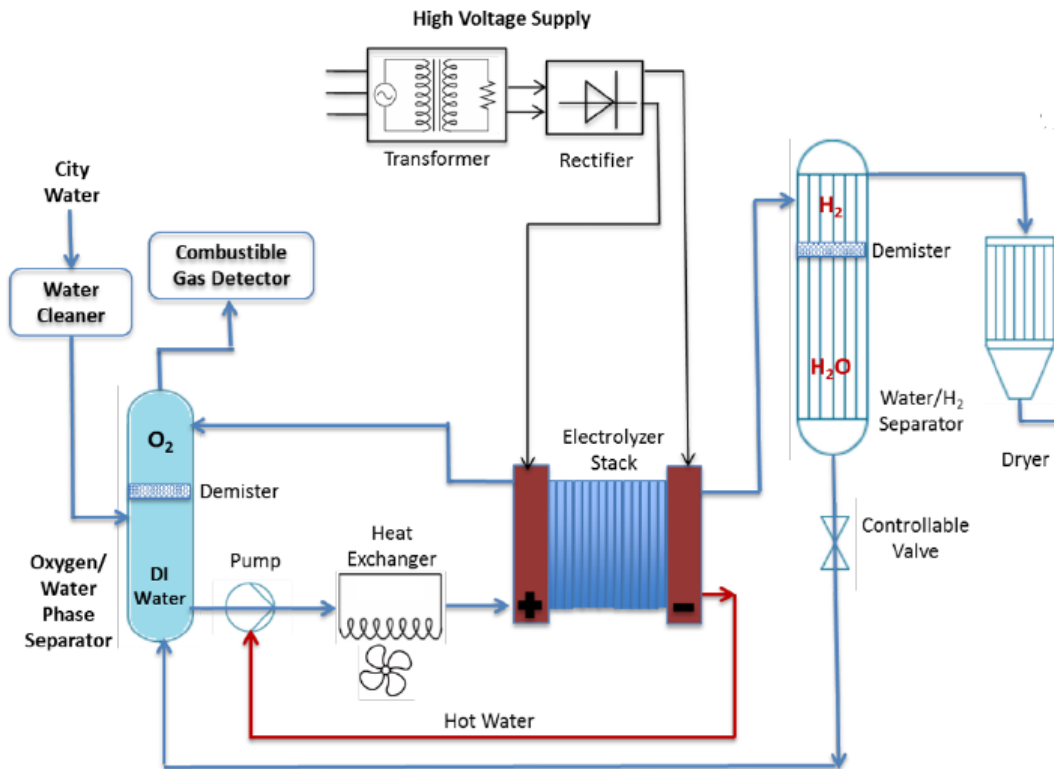 High Voltage Supply
Transformer
Rectifier
City
Water
Combustible
Gas Detector
Water
Cleaner
H₂
Demister
H₂O
Water/H₂
Separator
Dryer
O₂
Demister
Electrolyzer
Stack
Heat
Exchanger
Pump
Controllable
Valve
Oxygen/
Water
Phase
Separator
DI
Water
+
-
Hot Water